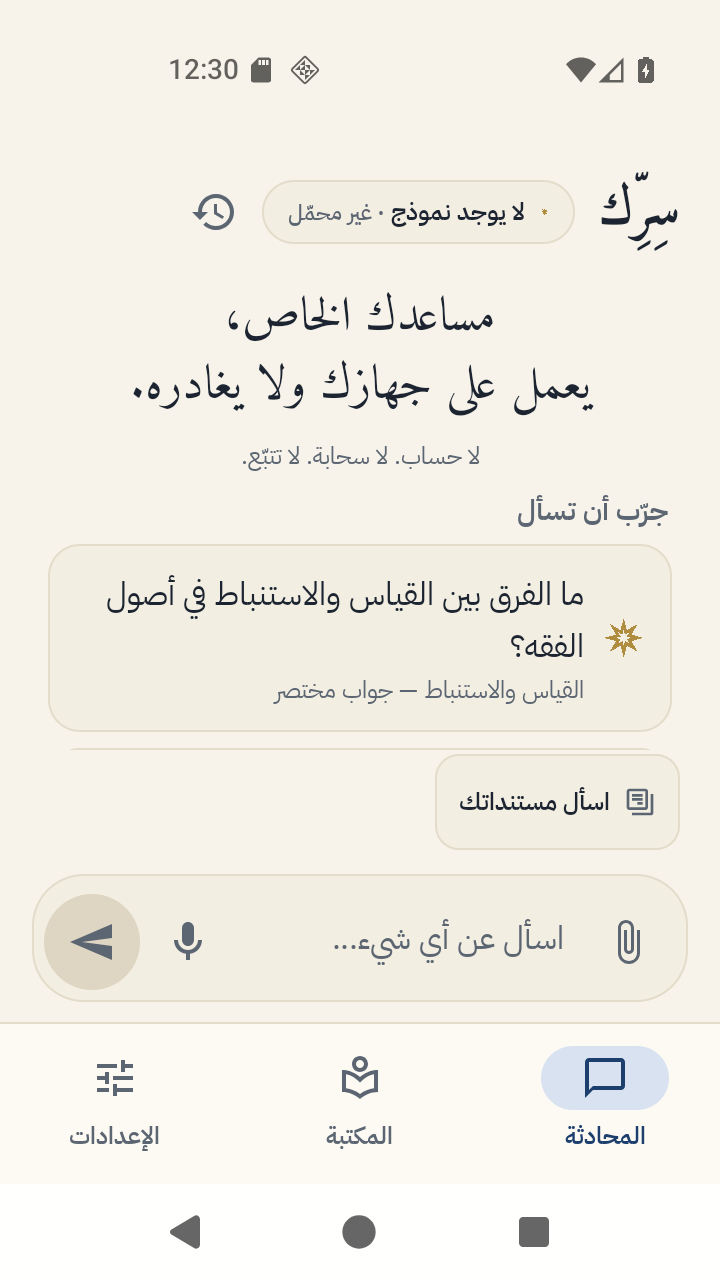 12:30
سِرِّك
لا يوجد نموذج · غير محمّل
مساعدك الخاص،
يعمل على جهازك ولا يغادره.
لا حساب. لا سحابة. لا تتبّع.
جرّب أن تسأل
ما الفرق بين القياس والاستنباط في أصول
الفقه؟
القياس والاستنباط — جواب مختصر
اسأل مستنداتك
اسأل عن أي شيء...
المحادثة
المكتبة
الإعدادات